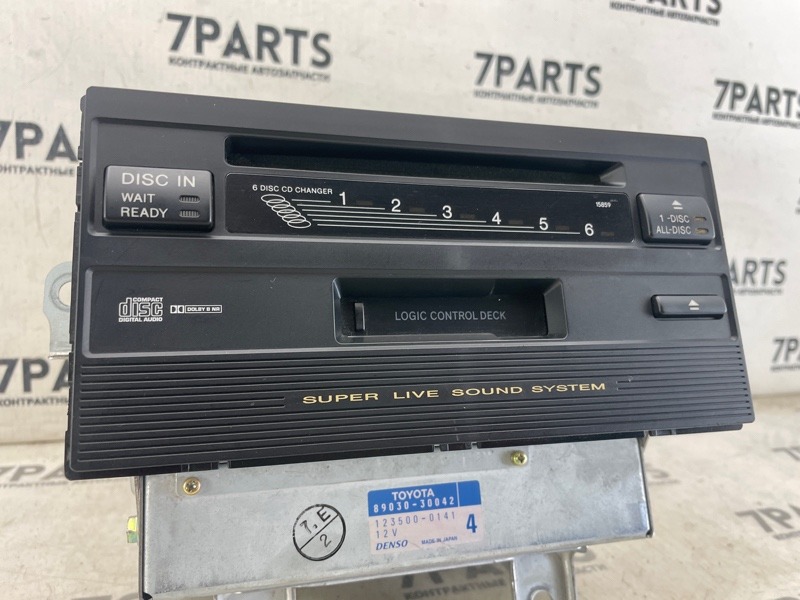 7PARTS
КОНТРАКТНЫЕ АВТОЗАПЧАСТИ
7PARTS
КОНТРАКТНЫЕ АВТОЗАПЧАСТИ
7PARTS
DISC IN
WAIT
READY
6 DISC CD CHANGER
1 2 3 4 5 6
15859
1-DISC
ALL-DISC
COMPACT
disc
DIGITAL AUDIO
DOLBY B NR
LOGIC CONTROL DECK
SUPER LIVE SOUND SYSTEM
TOYOTA
89030-30042
123500-0141
12V
4
DENSO MADE IN JAPAN
T.E
2